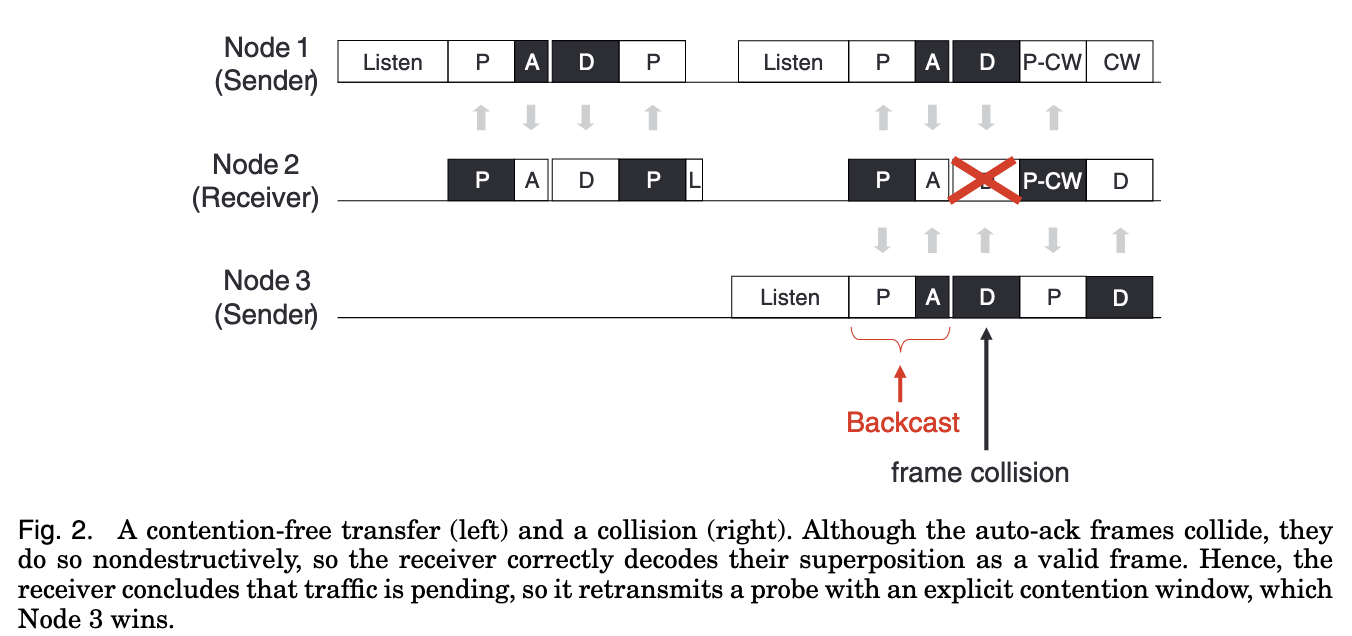 Node 1
(Sender)
Listen P A D P Listen P A D P-CW CW
Node 2
(Receiver)
P A D P L P A P-CW D
Node 3
(Sender)
Listen P A D P D
Backcast
frame collision
Fig. 2. A contention-free transfer (left) and a collision (right). Although the auto-ack frames collide, they
do so nondestructively, so the receiver correctly decodes their superposition as a valid frame. Hence, the
receiver concludes that traffic is pending, so it retransmits a probe with an explicit contention window, which
Node 3 wins.